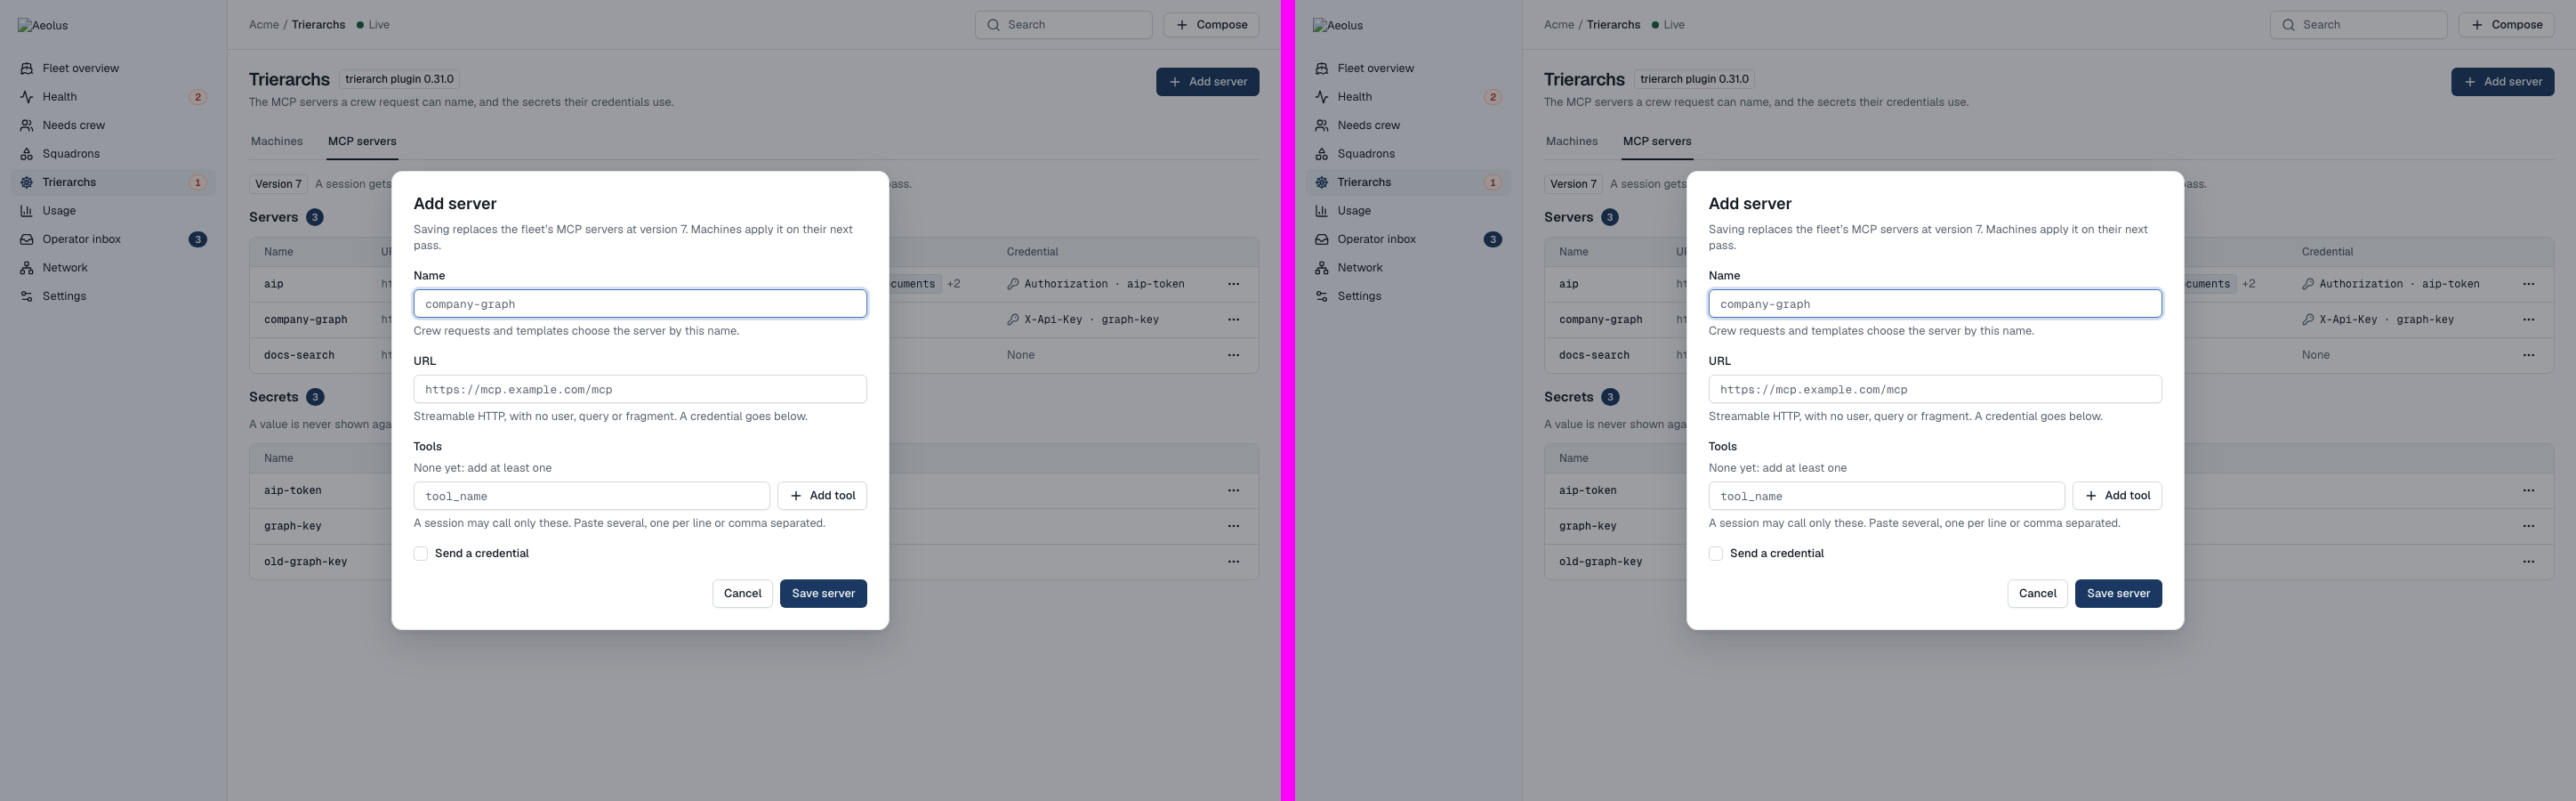 Aeolus
Acme / Trierarchs Live
Search
Compose
Fleet overview
Health 2
Needs crew
Squadrons
Trierarchs 1
Usage
Operator inbox 3
Network
Settings
Trierarchs trierarch plugin 0.31.0
Add server
The MCP servers a crew request can name, and the secrets their credentials use.
Machines MCP servers
Version 7 A session gets
Servers 3
Name Credential
aip cuments +2 Authorization · aip-token
company-graph X-Api-Key · graph-key
docs-search None
Secrets 3
A value is never shown aga
Name
aip-token
graph-key
old-graph-key
Add server
Saving replaces the fleet's MCP servers at version 7. Machines apply it on their next
pass.
Name
company-graph
Crew requests and templates choose the server by this name.
URL
https://mcp.example.com/mcp
Streamable HTTP, with no user, query or fragment. A credential goes below.
Tools
None yet: add at least one
tool_name
Add tool
A session may call only these. Paste several, one per line or comma separated.
Send a credential
Cancel Save server
Aeolus
Acme / Trierarchs Live
Search
Compose
Fleet overview
Health 2
Needs crew
Squadrons
Trierarchs 1
Usage
Operator inbox 3
Network
Settings
Trierarchs trierarch plugin 0.31.0
Add server
The MCP servers a crew request can name, and the secrets their credentials use.
Machines MCP servers
Version 7 A session gets ass.
Servers 3
Name Credential
aip cuments +2 Authorization · aip-token
company-graph X-Api-Key · graph-key
docs-search None
Secrets 3
A value is never shown aga
Name
aip-token
graph-key
old-graph-key
Add server
Saving replaces the fleet's MCP servers at version 7. Machines apply it on their next
pass.
Name
company-graph
Crew requests and templates choose the server by this name.
URL
https://mcp.example.com/mcp
Streamable HTTP, with no user, query or fragment. A credential goes below.
Tools
None yet: add at least one
tool_name
Add tool
A session may call only these. Paste several, one per line or comma separated.
Send a credential
Cancel Save server